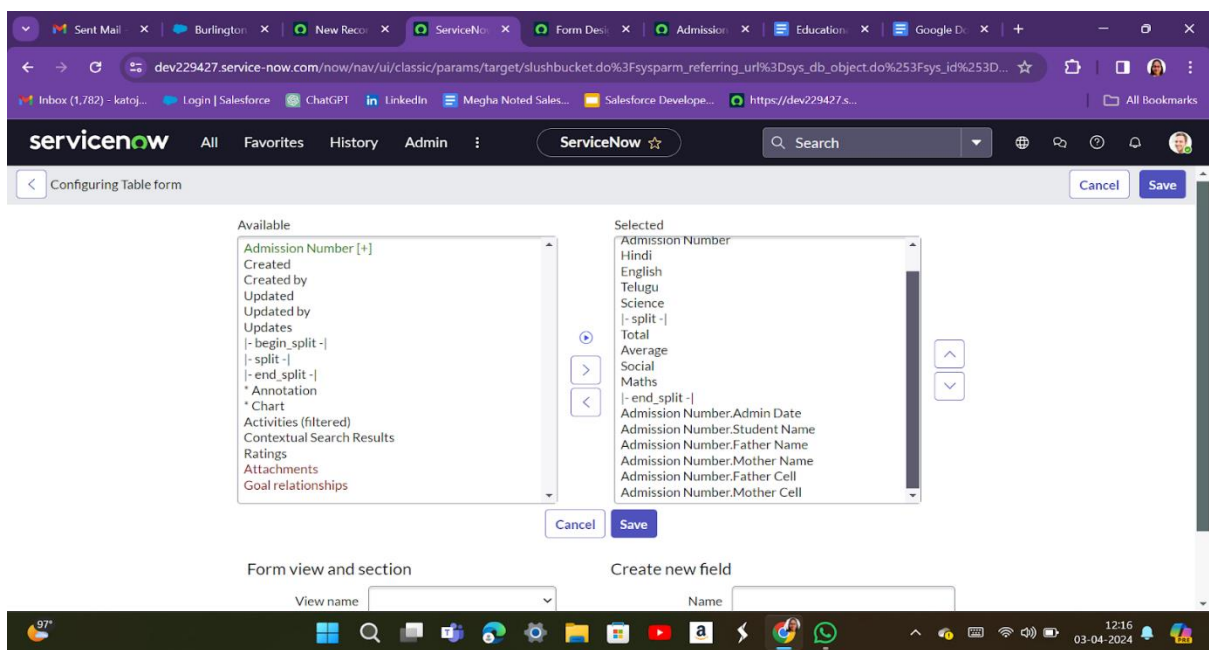 Sent Mail - Burlington New Recor ServiceNov Form Desig Admission Education Google Do
dev229427.service-now.com/now/nav/ui/classic/params/target/slushbucket.do%3Fsysparm_referring_url%3Dsys_db_object.do%253Fsys_id%253D...
Inbox (1,782) - katoj... Login | Salesforce ChatGPT LinkedIn Megha Noted Sales... Salesforce Develope... https://dev229427.s... All Bookmarks
servicenow All Favorites History Admin ServiceNow Search
Configuring Table form Cancel Save
Available
Admission Number [+]
Created
Created by
Updated
Updated by
Updates
|- begin_split -|
|- split -|
|- end_split -|
* Annotation
* Chart
Activities (filtered)
Contextual Search Results
Ratings
Attachments
Goal relationships
Selected
Admission Number
Hindi
English
Telugu
Science
|- split -|
Total
Average
Social
Maths
|- end_split -|
Admission Number.Admin Date
Admission Number.Student Name
Admission Number.Father Name
Admission Number.Mother Name
Admission Number.Father Cell
Admission Number.Mother Cell
Cancel Save
Form view and section Create new field
View name Name
97° 12:16
03-04-2024